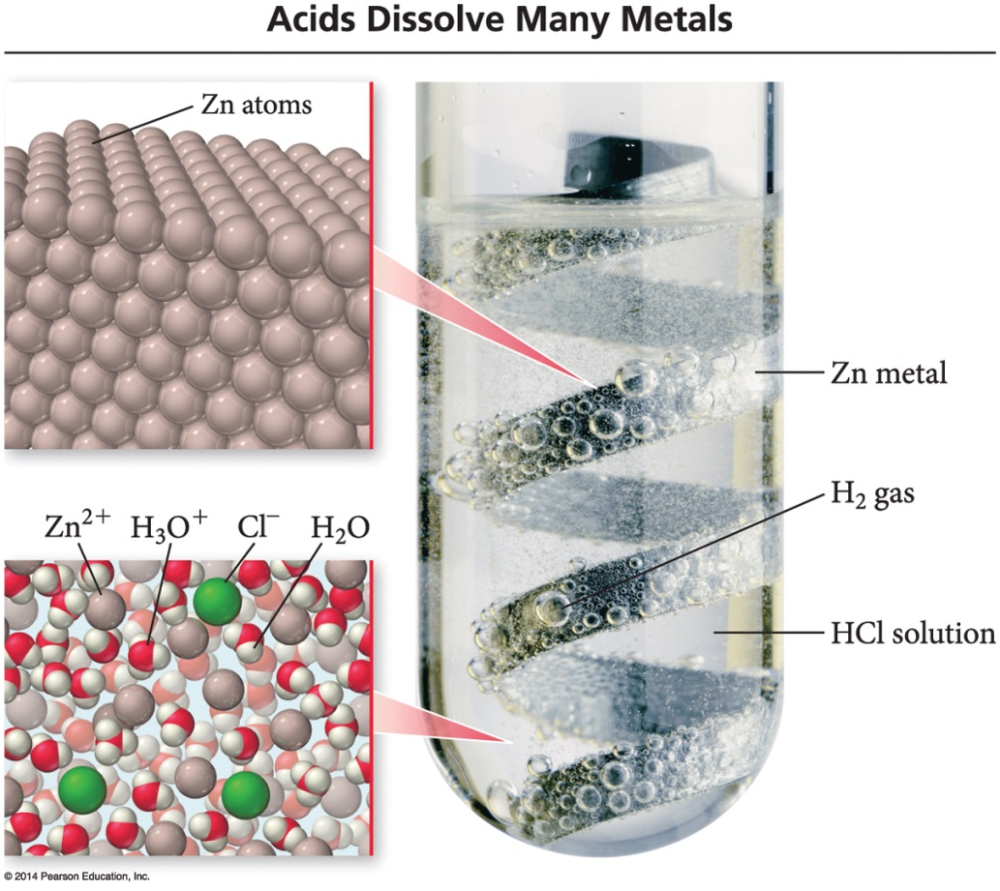 Acids Dissolve Many Metals
Zn atoms
Zn metal
H₂ gas
Zn²⁺ H₃O⁺ Cl⁻ H₂O
HCl solution
© 2014 Pearson Education, Inc.